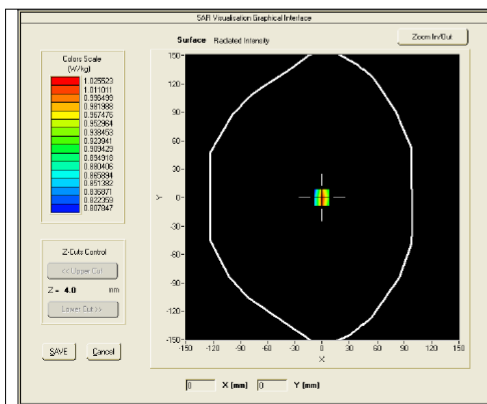 SAR Visualisation Graphical Interface
Surface Radiated Intensity
Zoom In/Out
Colors Scale
(W/kg)
1.025523
1.011011
0.996499
0.981988
0.967476
0.952964
0.938453
0.923941
0.909429
0.894918
0.880406
0.865894
0.851382
0.836871
0.822359
0.807847
Z-Cuts Control
<< Upper Cut
Z = 4.0 mm
Lower Cut >>
SAVE Cancel
150
120
90
60
30
0
-30
-60
-90
-120
-150
Y
-150 -120 -90 -60 -30 0 30 60 90 120 150
X
0 X (mm) 0 Y (mm)